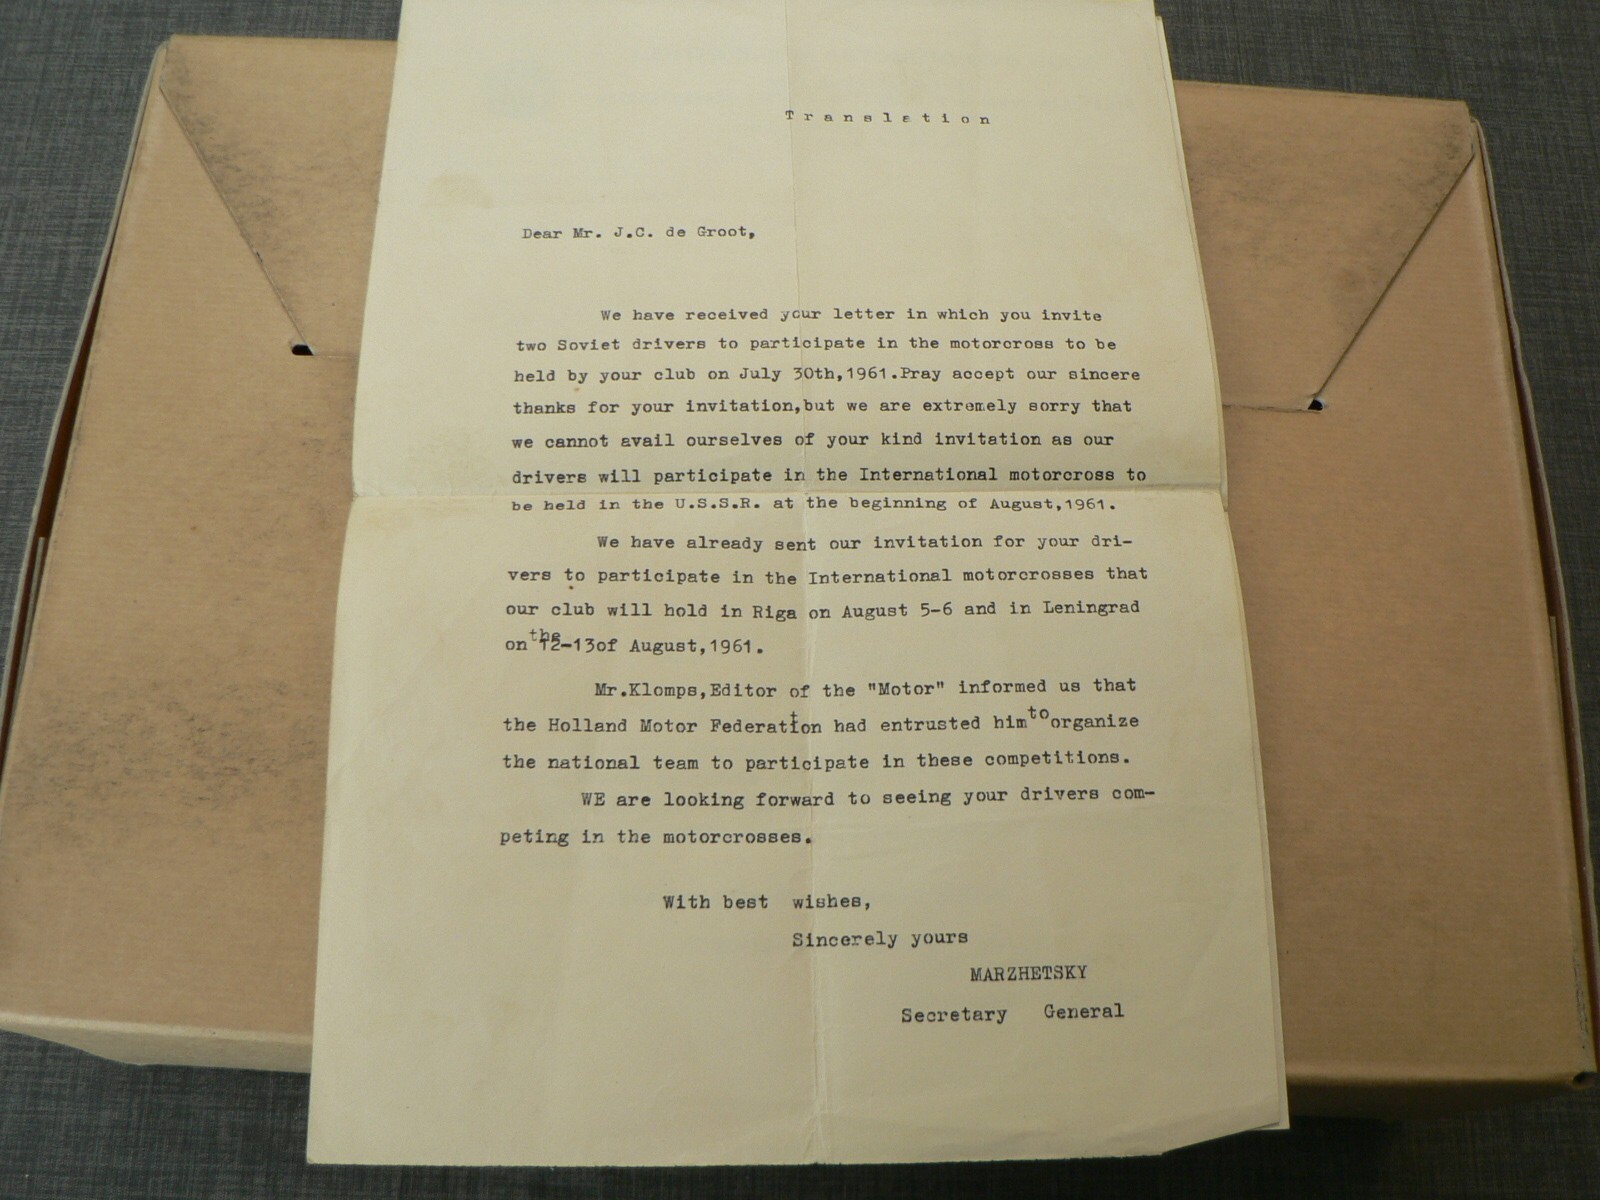 Translation
Dear Mr. J.C. de Groot,
We have received your letter in which you invite
two Soviet drivers to participate in the motorcross to be
held by your club on July 30th,1961.Pray accept our sincere
thanks for your invitation,but we are extremely sorry that
we cannot avail ourselves of your kind invitation as our
drivers will participate in the International motorcross to
be held in the U.S.S.R. at the beginning of August,1961.
We have already sent our invitation for your dri-
vers to participate in the International motorcrosses that
our club will hold in Riga on August 5-6 and in Leningrad
on the 12-13of August,1961.
Mr.Klomps,Editor of the "Motor" informed us that
the Holland Motor Federation had entrusted him to organize
the national team to participate in these competitions.
WE are looking forward to seeing your drivers com-
peting in the motorcrosses.
With best wishes,
Sincerely yours
MARZHETSKY
Secretary General